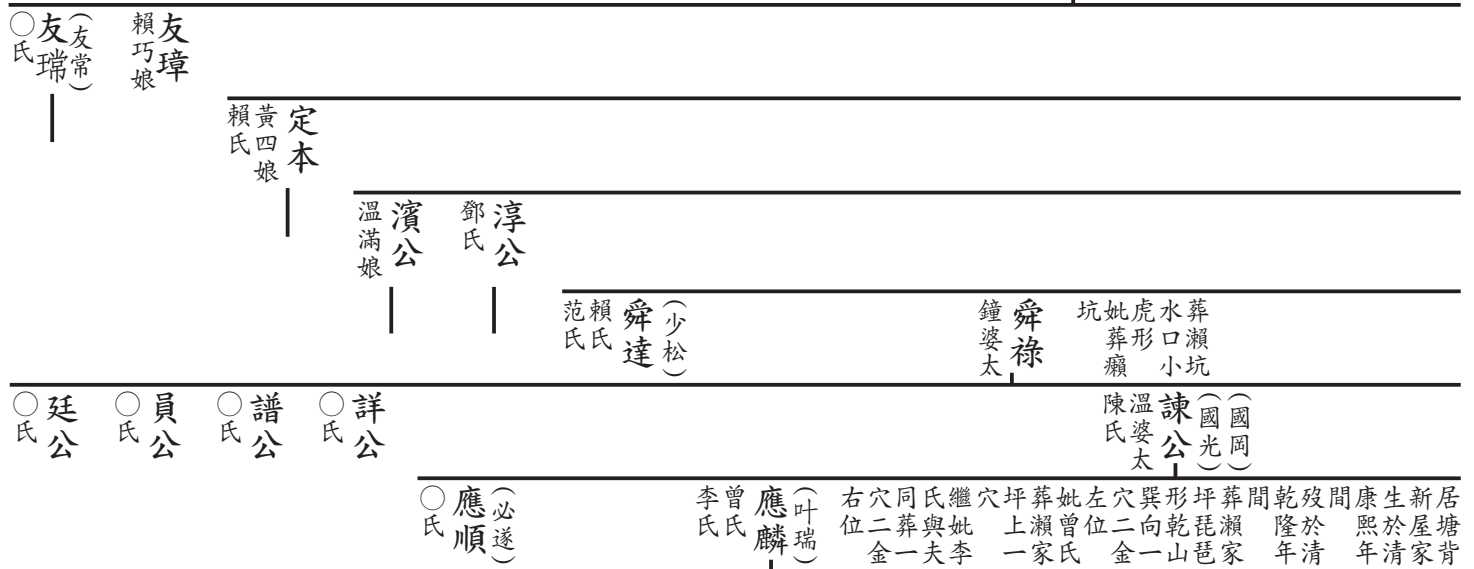 友璋
賴巧娘
(友常)
友瑺
○氏
定本
黃四娘
賴氏
淳公
鄧氏
濱公
溫滿娘
葬瀨坑
水口小
虎形
妣葬癩
坑
舜祿
鐘婆太
(少松)
舜達
賴氏
范氏
(國岡)
(國光)
諫公
溫婆太
陳氏
詳公
○氏
譜公
○氏
員公
○氏
廷公
○氏
居塘背
新屋家
生於清
康熙年
間
歿於清
乾隆年
間
葬瀨家
坪琵琶
形乾山
巽向一
穴二金
左位
妣曾氏
葬瀨家
坪上一
穴
繼妣李
氏與夫
同葬一
穴二金
右位
(叶瑞)
應麟
曾氏
李氏
(必遂)
應順
○氏